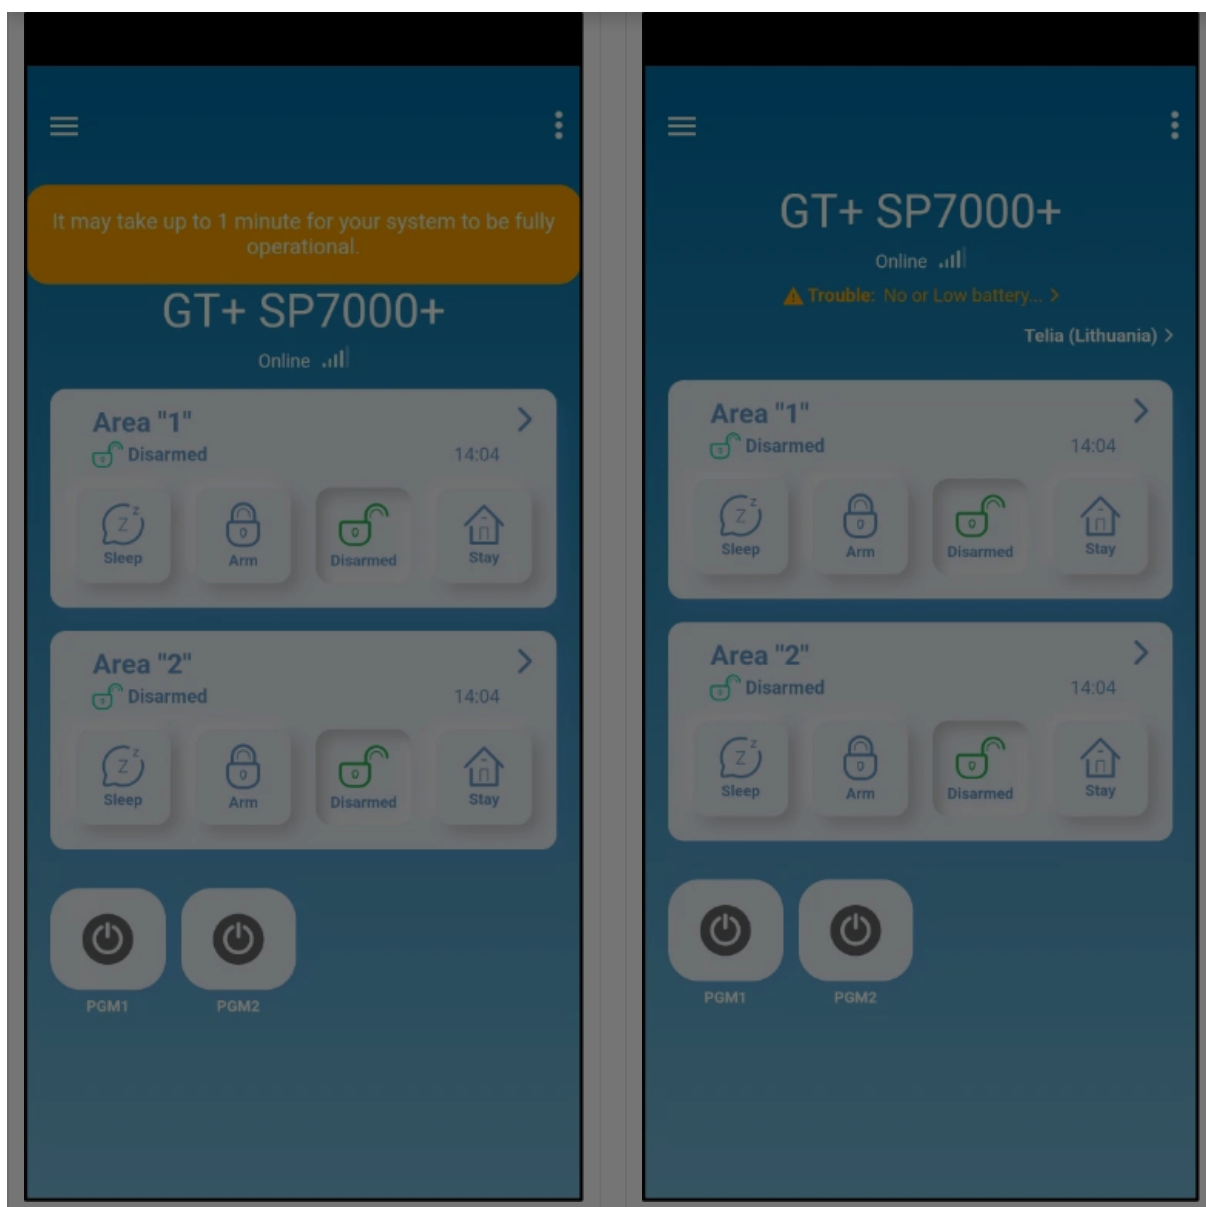 It may take up to 1 minute for your system to be fully
operational.
GT+ SP7000+
Online
Area "1"
Disarmed
14:04
Sleep
Arm
Disarmed
Stay
Area "2"
Disarmed
14:04
Sleep
Arm
Disarmed
Stay
PGM1
PGM2
GT+ SP7000+
Online
Trouble: No or Low battery... >
Telia (Lithuania) >
Area "1"
Disarmed
14:04
Sleep
Arm
Disarmed
Stay
Area "2"
Disarmed
14:04
Sleep
Arm
Disarmed
Stay
PGM1
PGM2